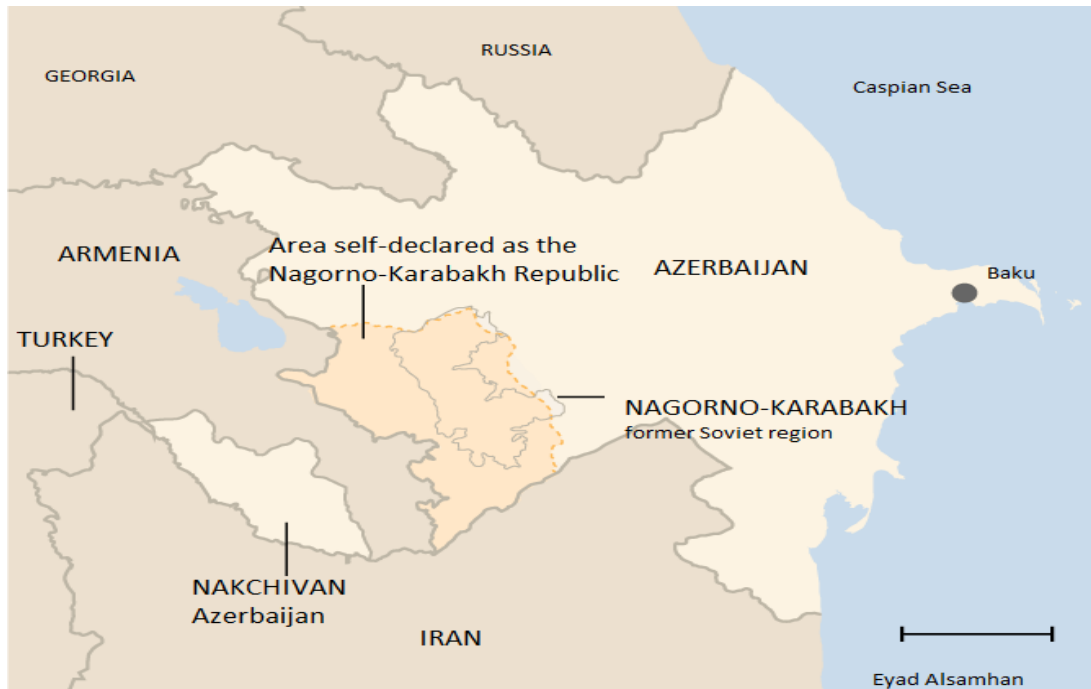 RUSSIA
GEORGIA
Caspian Sea
Area self-declared as the
Nagorno-Karabakh Republic
ARMENIA
AZERBAIJAN
Baku
TURKEY
NAGORNO-KARABAKH
former Soviet region
NAKCHIVAN
Azerbaijan
IRAN
Eyad Alsamhan